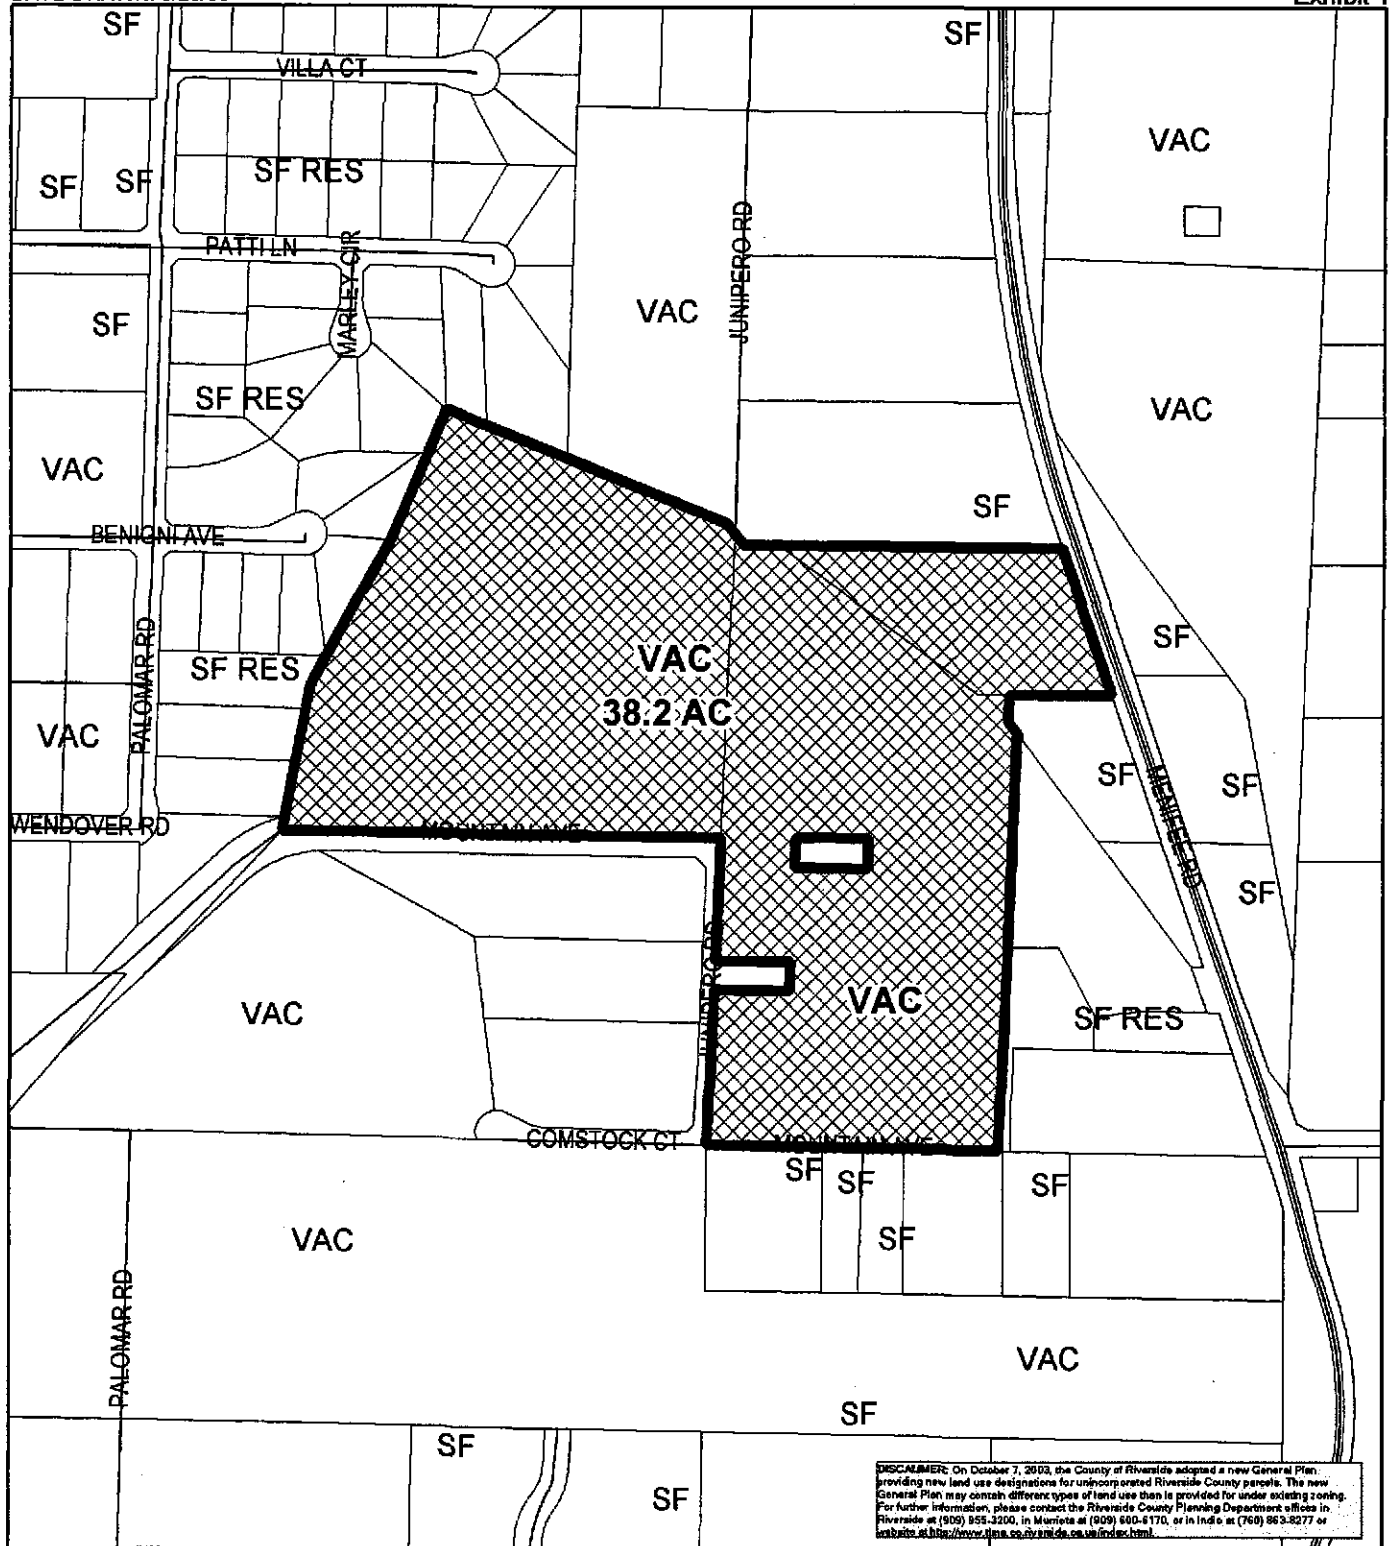 Exhibit 1
SF
SF
VILLA CT
VAC
SF RES
SF
SF
JUNIPERO RD
PATTI LN
MARLEY CIR
VAC
SF
SF RES
VAC
VAC
SF
BENIGNI AVE
PALOMAR RD
SF
VAC
38.2 AC
SF RES
VAC
SF
SF
MENIFEE RD
WENDOVER RD
MOUNTAIN AVE
SF
JUNIPERO RD
VAC
VAC
SF RES
COMSTOCK CT
MOUNTAIN AVE
SF
SF
SF
SF
VAC
PALOMAR RD
VAC
SF
SF
SF
DISCALIMER: On October 7, 2003, the County of Riverside adopted a new General Plan
providing new land use designations for unincorporated Riverside County parcels. The new
General Plan may contain different types of land use than is provided for under existing zoning.
For further information, please contact the Riverside County Planning Department offices in
Riverside at (909) 955-3200, in Murrieta at (909) 600-6170, or in Indio at (760) 863-8277 or
website at http://www.tlma.co.riverside.ca.us/index.html.